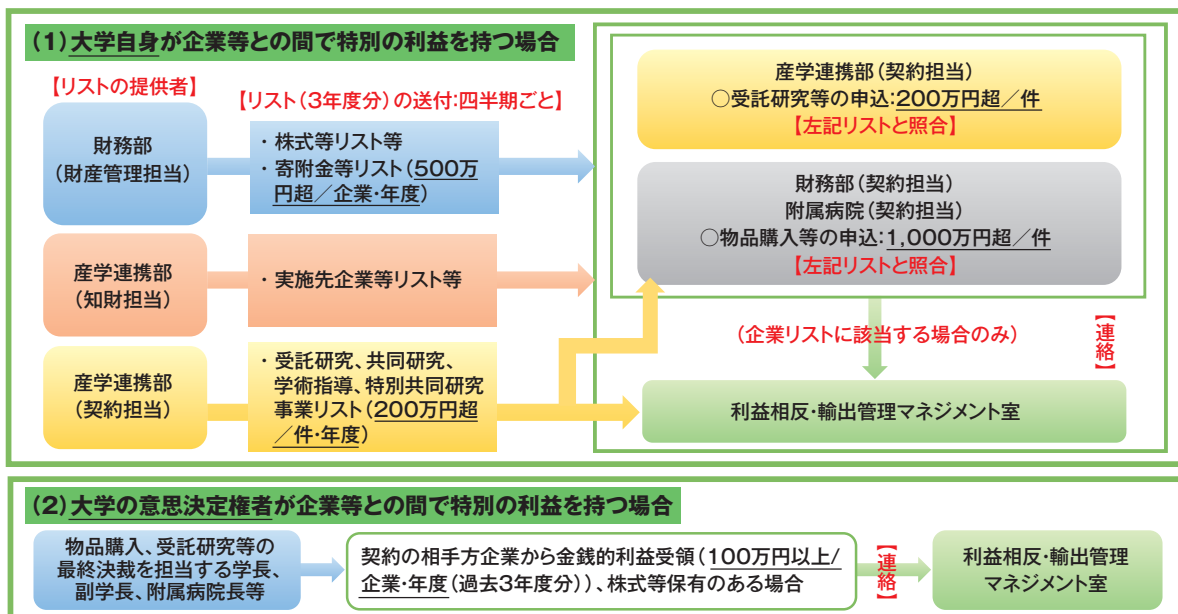 (1)大学自身が企業等との間で特別の利益を持つ場合
【リストの提供者】
【リスト(3年度分)の送付:四半期ごと】
財務部
(財産管理担当)
・株式等リスト等
・寄附金等リスト(500万
円超／企業・年度)
産学連携部
(知財担当)
・実施先企業等リスト等
産学連携部
(契約担当)
・受託研究、共同研究、
学術指導、特別共同研究
事業リスト(200万円超
／件・年度)
産学連携部(契約担当)
○受託研究等の申込:200万円超／件
【左記リストと照合】
財務部(契約担当)
附属病院(契約担当)
○物品購入等の申込:1,000万円超／件
【左記リストと照合】
(企業リストに該当する場合のみ)
【連絡】
利益相反・輸出管理マネジメント室
(2)大学の意思決定権者が企業等との間で特別の利益を持つ場合
物品購入、受託研究等の
最終決裁を担当する学長、
副学長、附属病院長等
契約の相手方企業から金銭的利益受領(100万円以上/
企業・年度(過去3年度分))、株式等保有のある場合
【連絡】
利益相反・輸出管理
マネジメント室